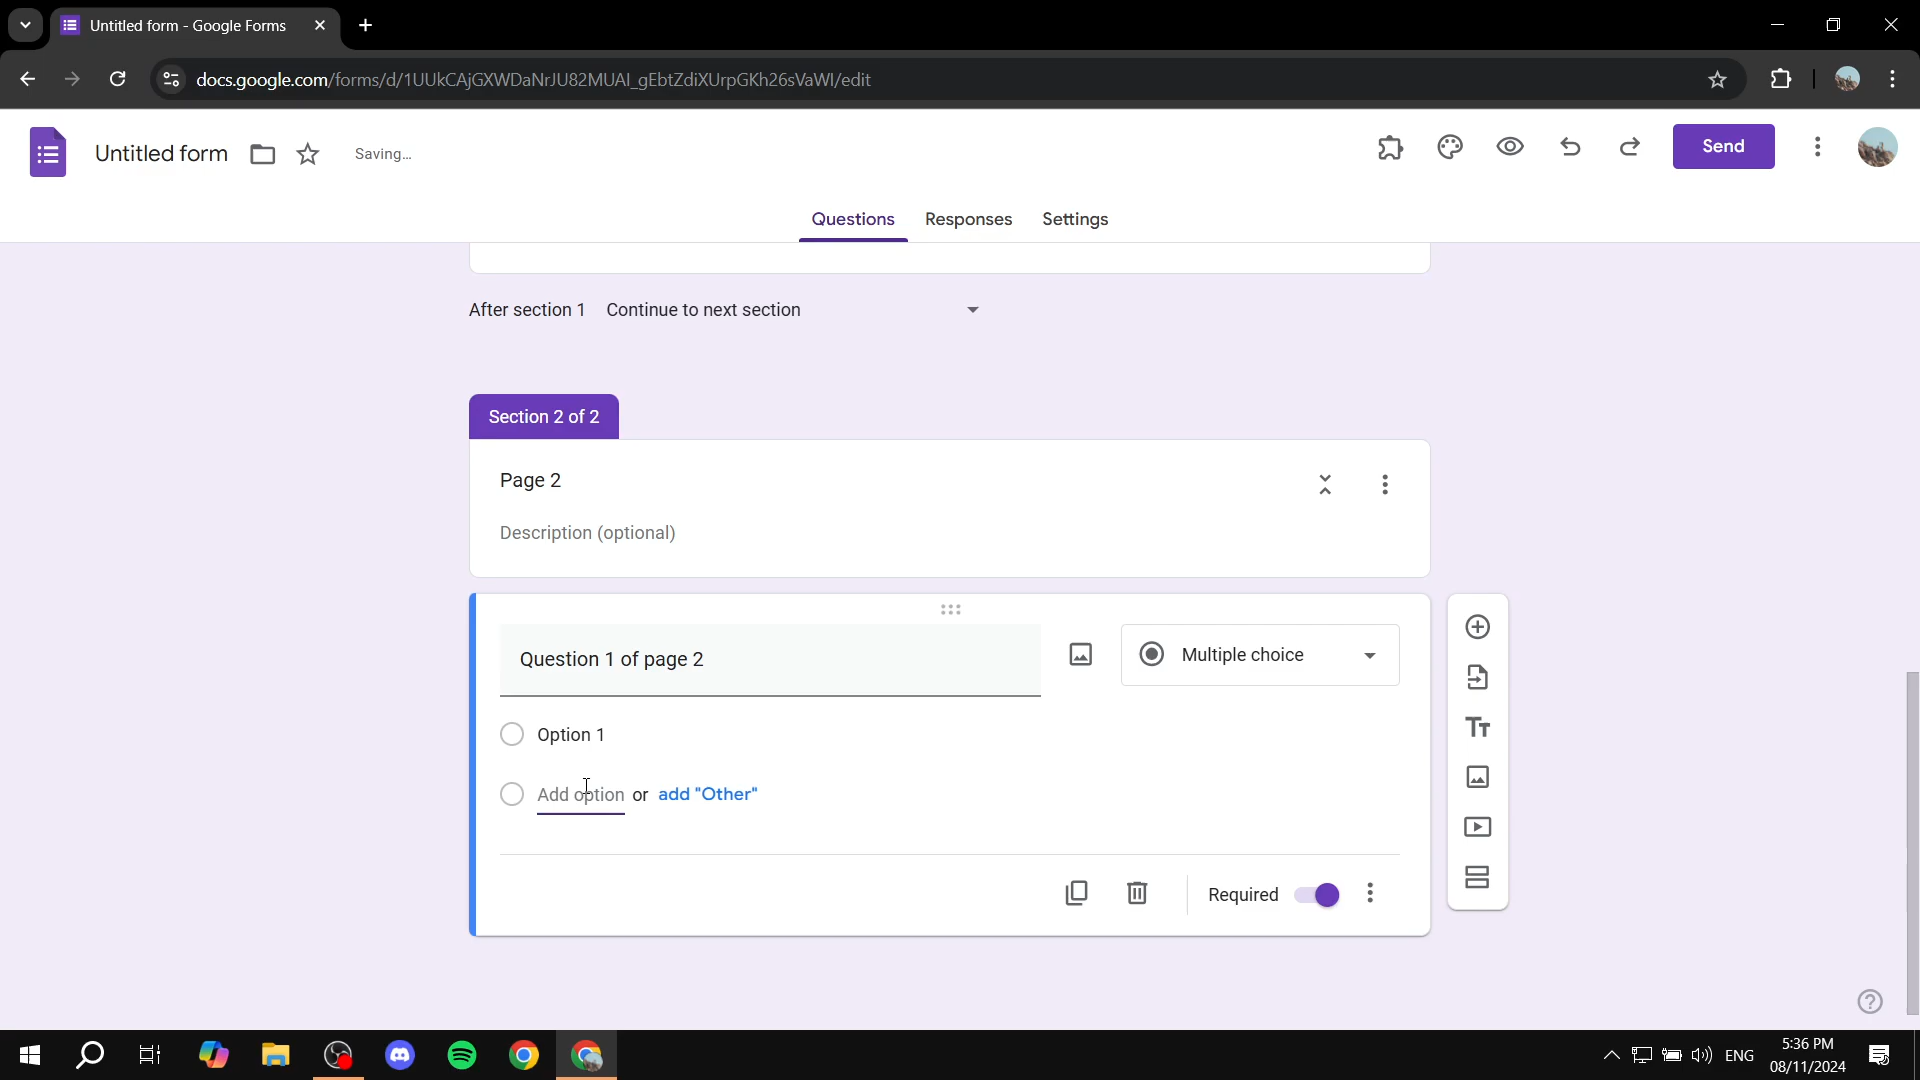 Untitled form - Google Forms
docs.google.com/forms/d/1UUkCAjGXWDaNrJU82MUAI_gEbtZdiXUrpGKh26sVaWI/edit
Untitled form
Saving...
Send
Questions
Responses
Settings
After section 1 Continue to next section
Section 2 of 2
Page 2
Description (optional)
Question 1 of page 2
Multiple choice
Option 1
Add option or add "Other"
Required
ENG
5:36 PM
08/11/2024